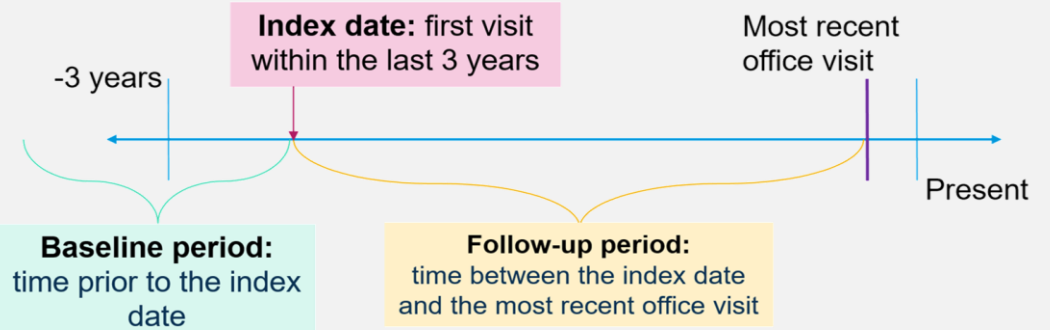 Index date: first visit
within the last 3 years
Most recent
office visit
-3 years
Present
Baseline period:
time prior to the index
date
Follow-up period:
time between the index date
and the most recent office visit